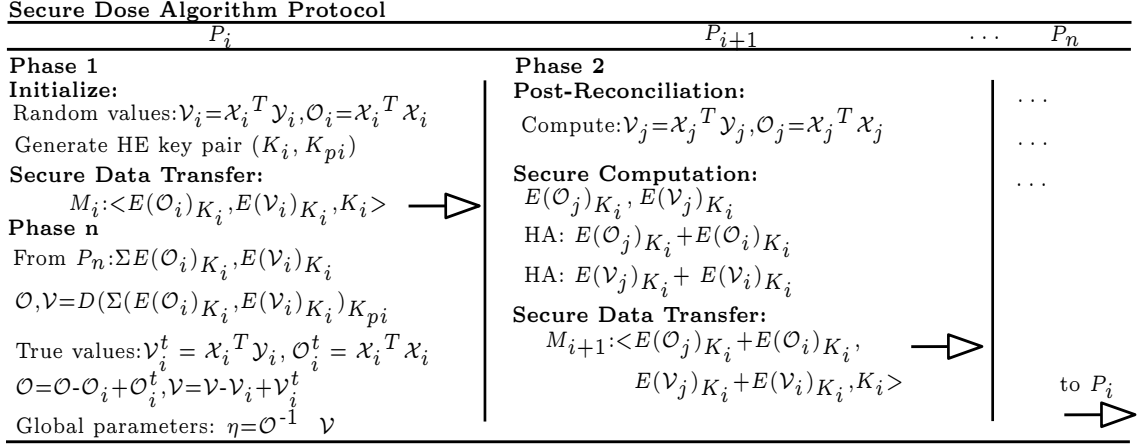 Secure Dose Algorithm Protocol
P_i P_{i+1} ... P_n
Phase 1
Initialize:
Random values:𝒱_i=𝒳_i^T 𝒴_i,𝒪_i=𝒳_i^T 𝒳_i
Generate HE key pair (K_i, K_{pi})
Secure Data Transfer:
M_i:<E(𝒪_i)_{K_i},E(𝒱_i)_{K_i},K_i>
Phase n
From P_n:ΣE(𝒪_i)_{K_i},E(𝒱_i)_{K_i}
𝒪,𝒱=D(Σ(E(𝒪_i)_{K_i},E(𝒱_i)_{K_i})_{K_{pi}}
True values:𝒱_i^t = 𝒳_i^T 𝒴_i, 𝒪_i^t = 𝒳_i^T 𝒳_i
𝒪=𝒪-𝒪_i+𝒪_i^t,𝒱=𝒱-𝒱_i+𝒱_i^t
Global parameters: η=𝒪^{-1} 𝒱
Phase 2
Post-Reconciliation:
Compute:𝒱_j=𝒳_j^T 𝒴_j,𝒪_j=𝒳_j^T 𝒳_j
Secure Computation:
E(𝒪_j)_{K_i}, E(𝒱_j)_{K_i}
HA: E(𝒪_j)_{K_i}+E(𝒪_i)_{K_i}
HA: E(𝒱_j)_{K_i}+ E(𝒱_i)_{K_i}
Secure Data Transfer:
M_{i+1}:<E(𝒪_j)_{K_i}+E(𝒪_i)_{K_i},
E(𝒱_j)_{K_i}+E(𝒱_i)_{K_i},K_i>
...
...
...
to P_i